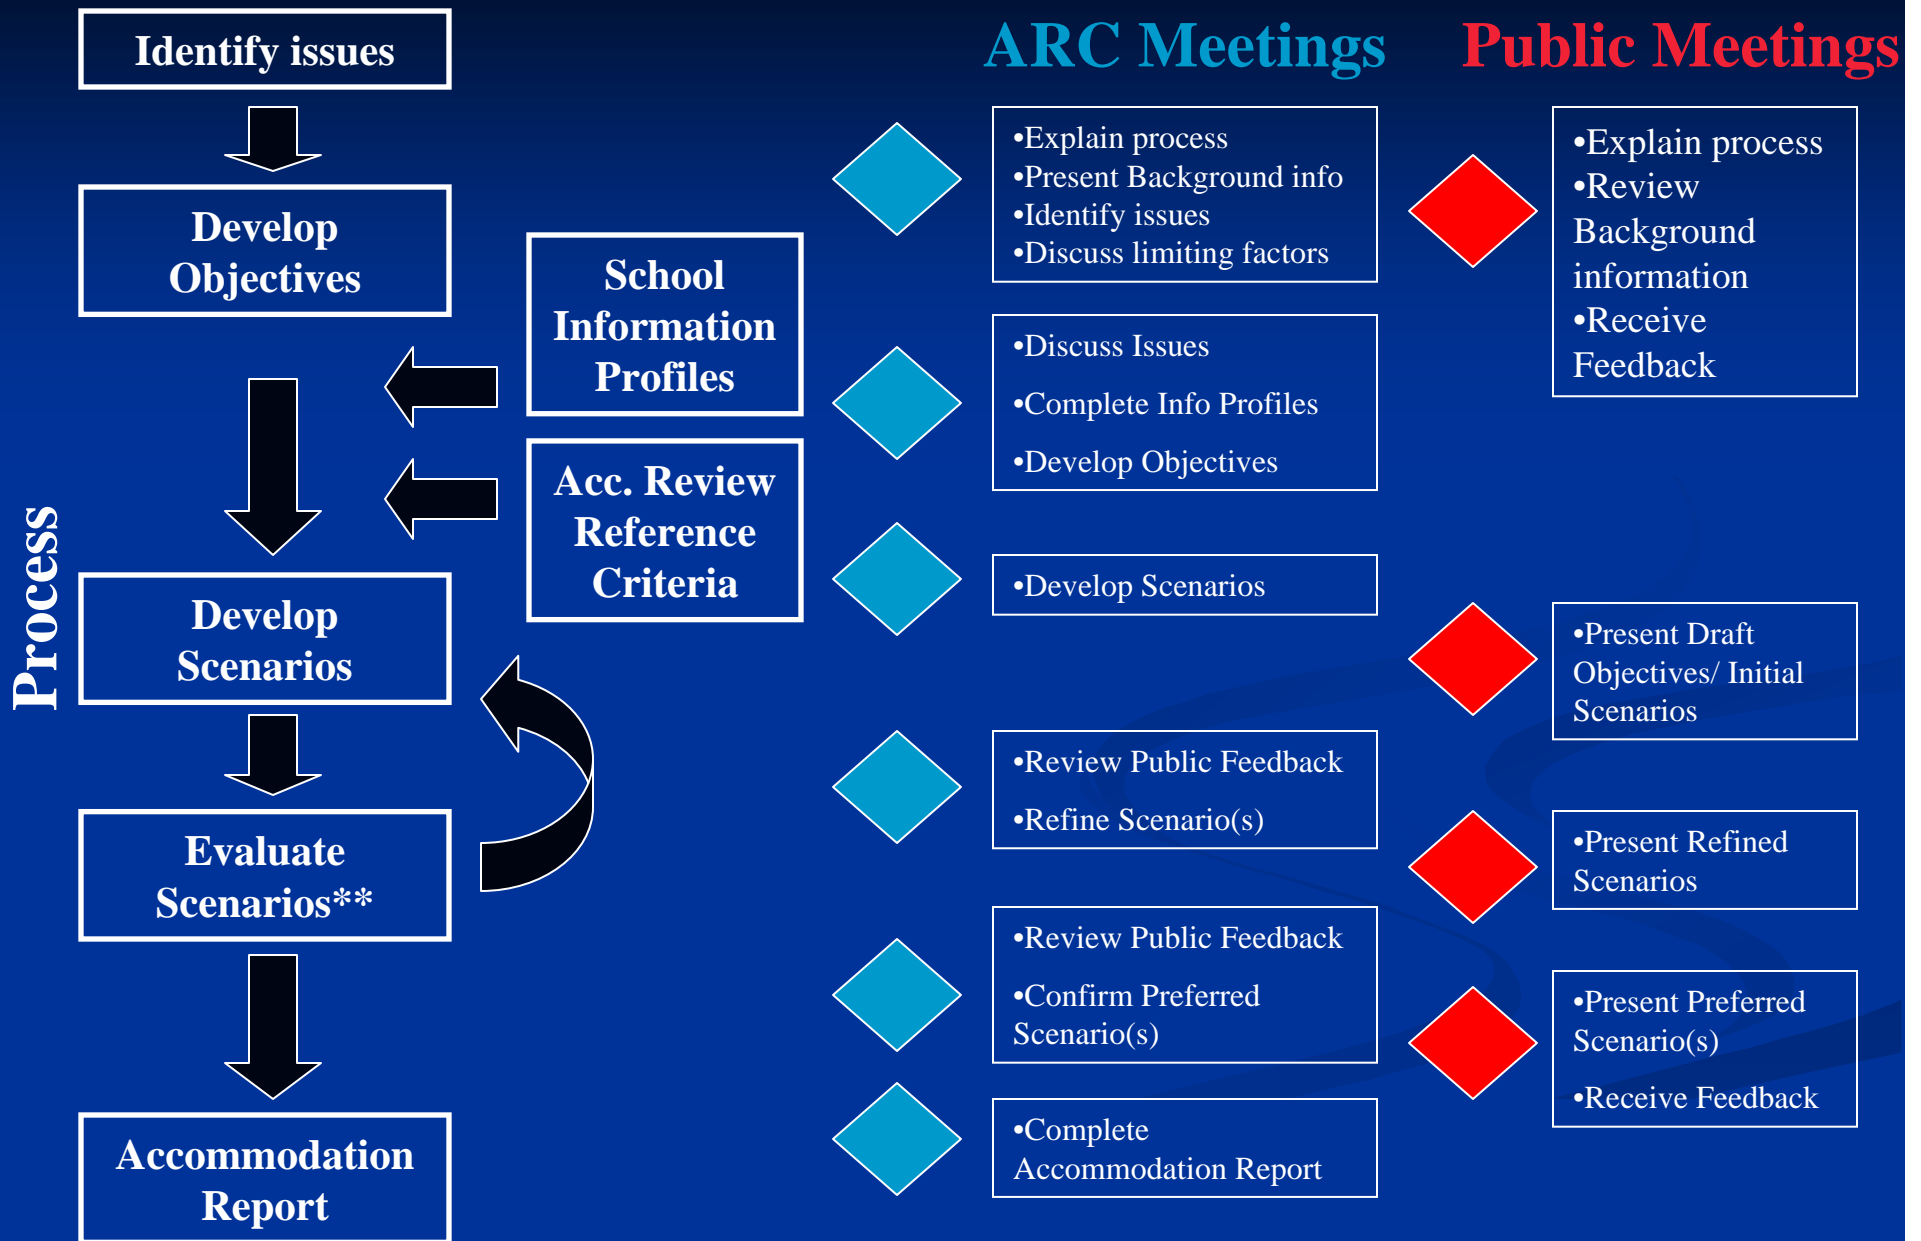 Process
Identify issues
Develop
Objectives
Develop
Scenarios
Evaluate
Scenarios**
Accommodation
Report
School
Information
Profiles
Acc. Review
Reference
Criteria
ARC Meetings
•Explain process
•Present Background info
•Identify issues
•Discuss limiting factors
•Discuss Issues
•Complete Info Profiles
•Develop Objectives
•Develop Scenarios
•Review Public Feedback
•Refine Scenario(s)
•Review Public Feedback
•Confirm Preferred
Scenario(s)
•Complete
Accommodation Report
Public Meetings
•Explain process
•Review
Background
information
•Receive
Feedback
•Present Draft
Objectives/ Initial
Scenarios
•Present Refined
Scenarios
•Present Preferred
Scenario(s)
•Receive Feedback